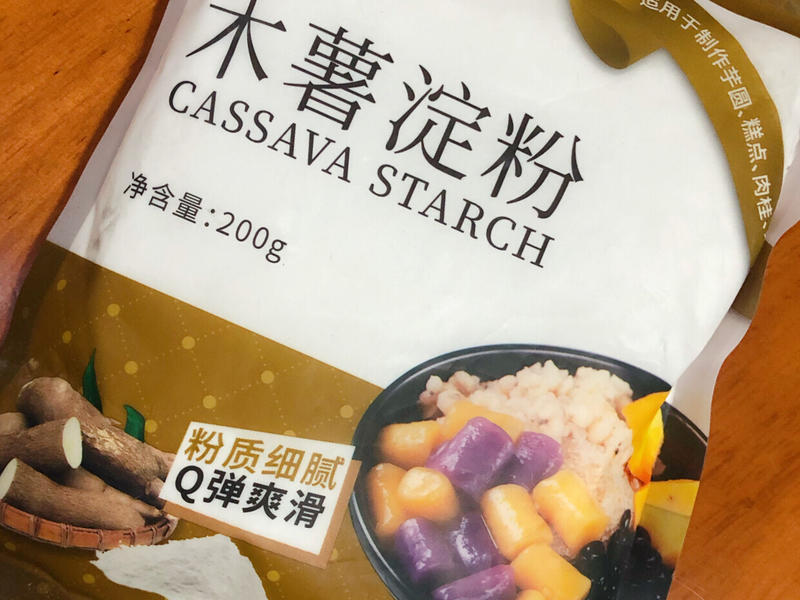 木薯淀粉
CASSAVA STARCH
净含量:200g
适用于制作芋圆、糕点、肉桂、
粉质细腻
Q弹爽滑